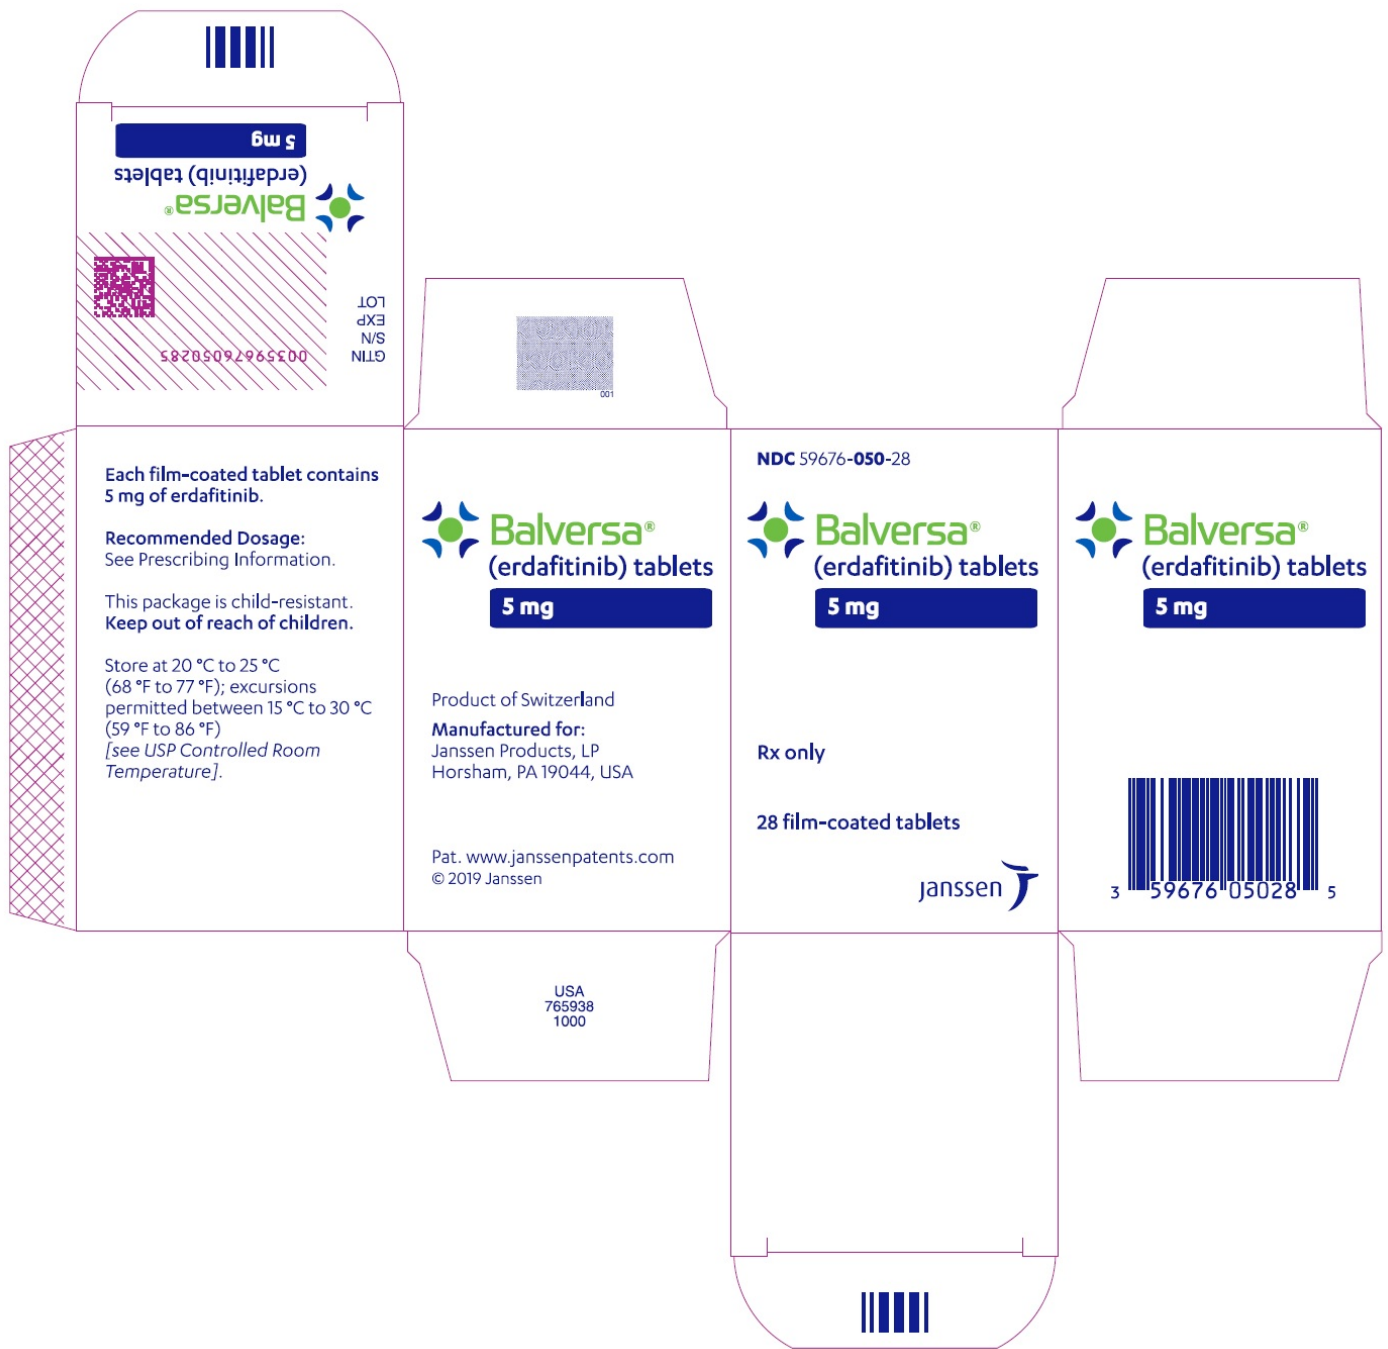 5 mg
(erdafitinib) tablets
Balversa®
LOT
EXP
S/N
GTIN
00359676050285
001
Each film-coated tablet contains
5 mg of erdafitinib.
Recommended Dosage:
See Prescribing Information.
This package is child-resistant.
Keep out of reach of children.
Store at 20 °C to 25 °C
(68 °F to 77 °F); excursions
permitted between 15 °C to 30 °C
(59 °F to 86 °F)
[see USP Controlled Room
Temperature].
Balversa®
(erdafitinib) tablets
5 mg
Product of Switzerland
Manufactured for:
Janssen Products, LP
Horsham, PA 19044, USA
Pat. www.janssenpatents.com
© 2019 Janssen
USA
765938
1000
NDC 59676-050-28
Balversa®
(erdafitinib) tablets
5 mg
Rx only
28 film-coated tablets
janssen
Balversa®
(erdafitinib) tablets
5 mg
3 59676 05028 5